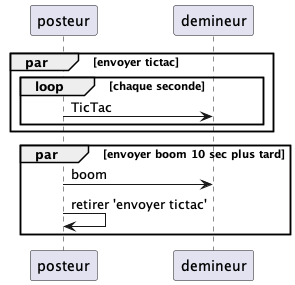 posteur demineur
par [envoyer tictac]
loop [chaque seconde]
TicTac
par [envoyer boom 10 sec plus tard]
boom
retirer 'envoyer tictac'
posteur demineur